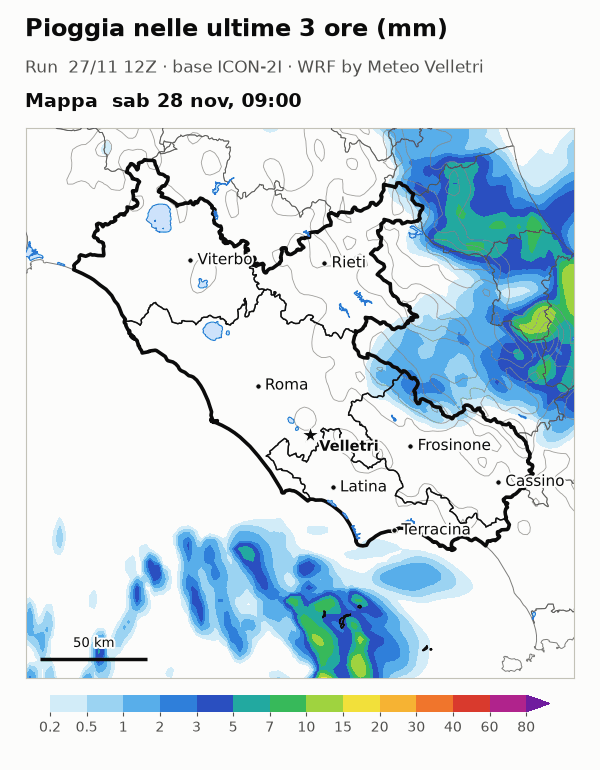 Pioggia nelle ultime 3 ore (mm)
Run 27/11 12Z · base ICON-2I · WRF by Meteo Velletri
Mappa sab 28 nov, 09:00
Viterbo
Rieti
Roma
Velletri
Frosinone
Cassino
Latina
Terracina
50 km
0.2 0.5 1 2 3 5 7 10 15 20 30 40 60 80